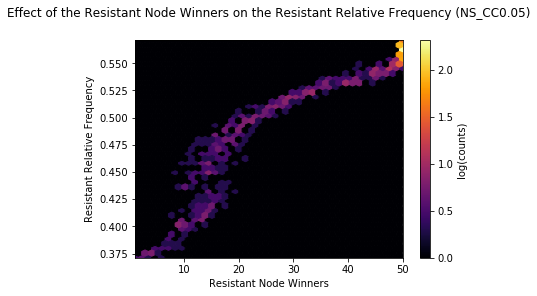 Effect of the Resistant Node Winners on the Resistant Relative Frequency (NS_CC0.05)
Resistant Relative Frequency
0.550
0.525
0.500
0.475
0.450
0.425
0.400
0.375
10 20 30 40 50
Resistant Node Winners
2.0
1.5
1.0
0.5
0.0
log(counts)